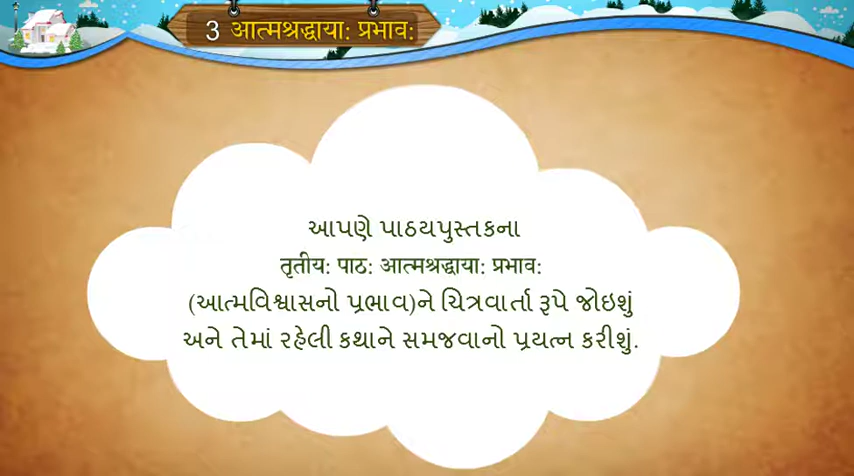 3 आत्मश्रद्धायाः प्रभावः
આપણે પાઠયપુસ્તકના
तृतीयः पाठः आत्मश्रद्धायाः प्रभावः
(આત્મવિશ્વાસનો પ્રભાવ)ને ચિત્રવાર્તા રૂપે જોઇશું
અને તેમાં રહેલી કથાને સમજવાનો પ્રયત્ન કરીશું.